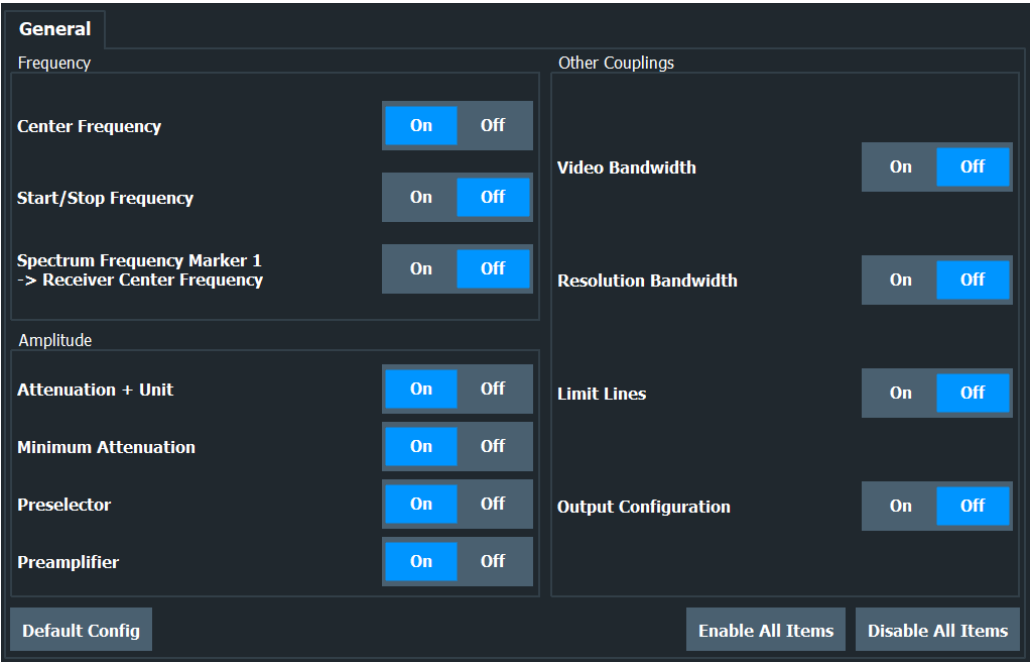 General
Frequency
Center Frequency On Off
Start/Stop Frequency On Off
Spectrum Frequency Marker 1
-> Receiver Center Frequency On Off
Amplitude
Attenuation + Unit On Off
Minimum Attenuation On Off
Preselector On Off
Preamplifier On Off
Other Couplings
Video Bandwidth On Off
Resolution Bandwidth On Off
Limit Lines On Off
Output Configuration On Off
Default Config Enable All Items Disable All Items